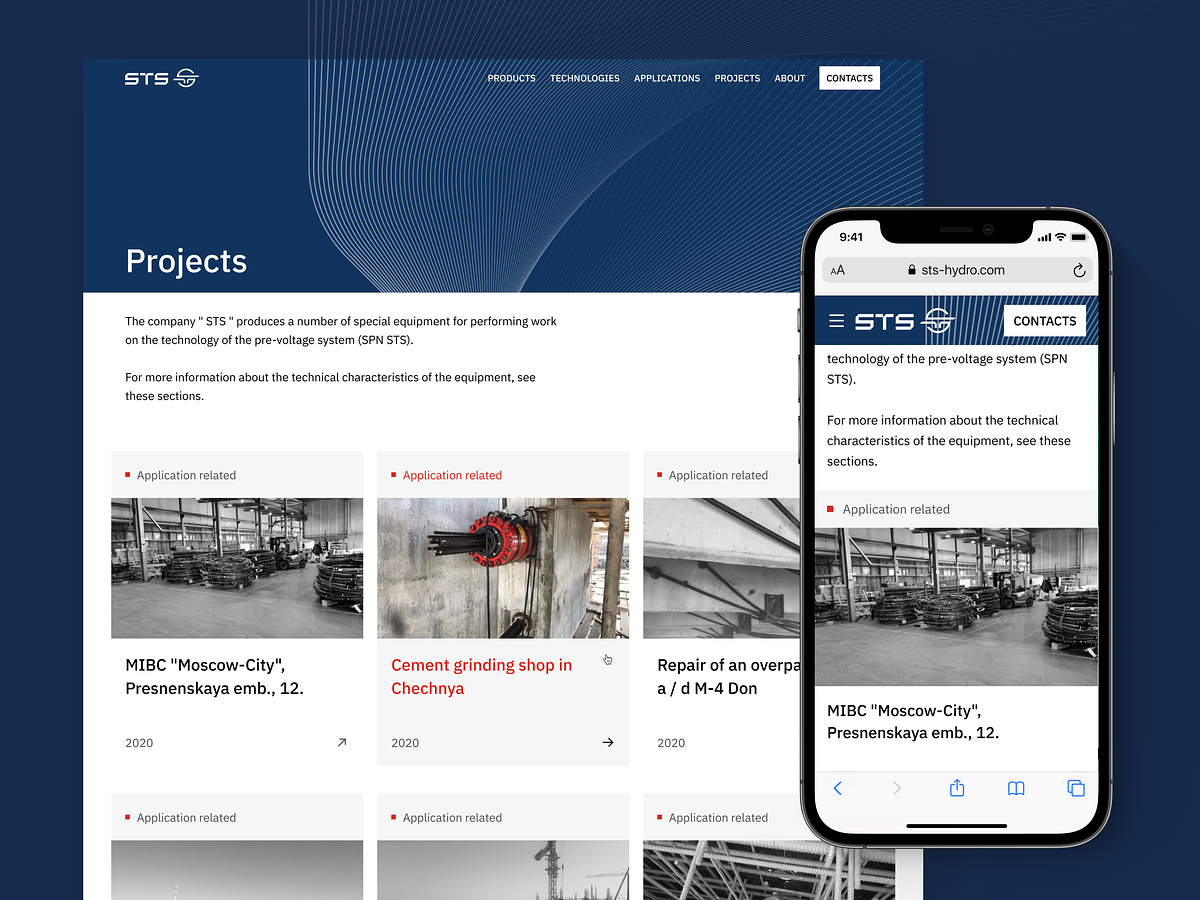 STS
PRODUCTS TECHNOLOGIES APPLICATIONS PROJECTS ABOUT CONTACTS
Projects
The company " STS " produces a number of special equipment for performing work
on the technology of the pre-voltage system (SPN STS).
For more information about the technical characteristics of the equipment, see
these sections.
Application related
MIBC "Moscow-City",
Presnenskaya emb., 12.
2020
Application related
Cement grinding shop in
Chechnya
2020
Application related
Repair of an overpa
a / d M-4 Don
2020
Application related
Application related
Application related
9:41
AA sts-hydro.com
STS CONTACTS
technology of the pre-voltage system (SPN
STS).
For more information about the technical
characteristics of the equipment, see these
sections.
Application related
MIBC "Moscow-City",
Presnenskaya emb., 12.